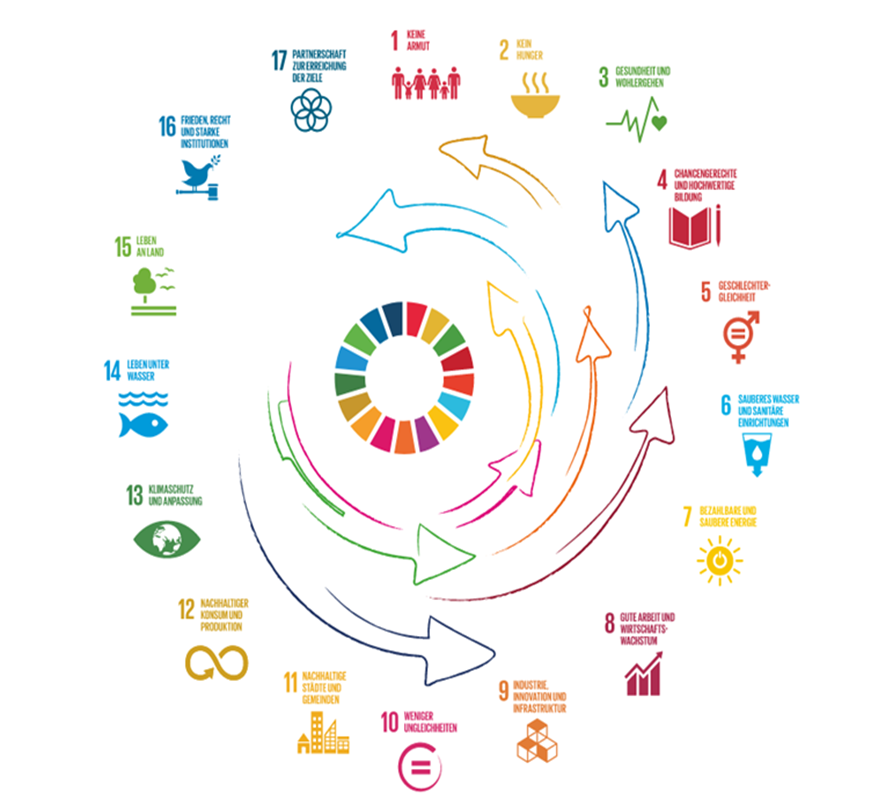 1 KEINE
ARMUT
2 KEIN
HUNGER
3 GESUNDHEIT UND
WOHLERGEHEN
4 CHANCENGERECHTE
UND HOCHWERTIGE
BILDUNG
5 GESCHLECHTER-
GLEICHHEIT
6 SAUBERES WASSER
UND SANITÄRE
EINRICHTUNGEN
7 BEZAHLBARE UND
SAUBERE ENERGIE
8 GUTE ARBEIT UND
WIRTSCHAFTS-
WACHSTUM
9 INDUSTRIE,
INNOVATION UND
INFRASTRUKTUR
10 WENIGER
UNGLEICHHEITEN
11 NACHHALTIGE
STÄDTE UND
GEMEINDEN
12 NACHHALTIGER
KONSUM UND
PRODUKTION
13 KLIMASCHUTZ
UND ANPASSUNG
14 LEBEN UNTER
WASSER
15 LEBEN
AN LAND
16 FRIEDEN, RECHT
UND STARKE
INSTITUTIONEN
17 PARTNERSCHAFT
ZUR ERREICHUNG
DER ZIELE